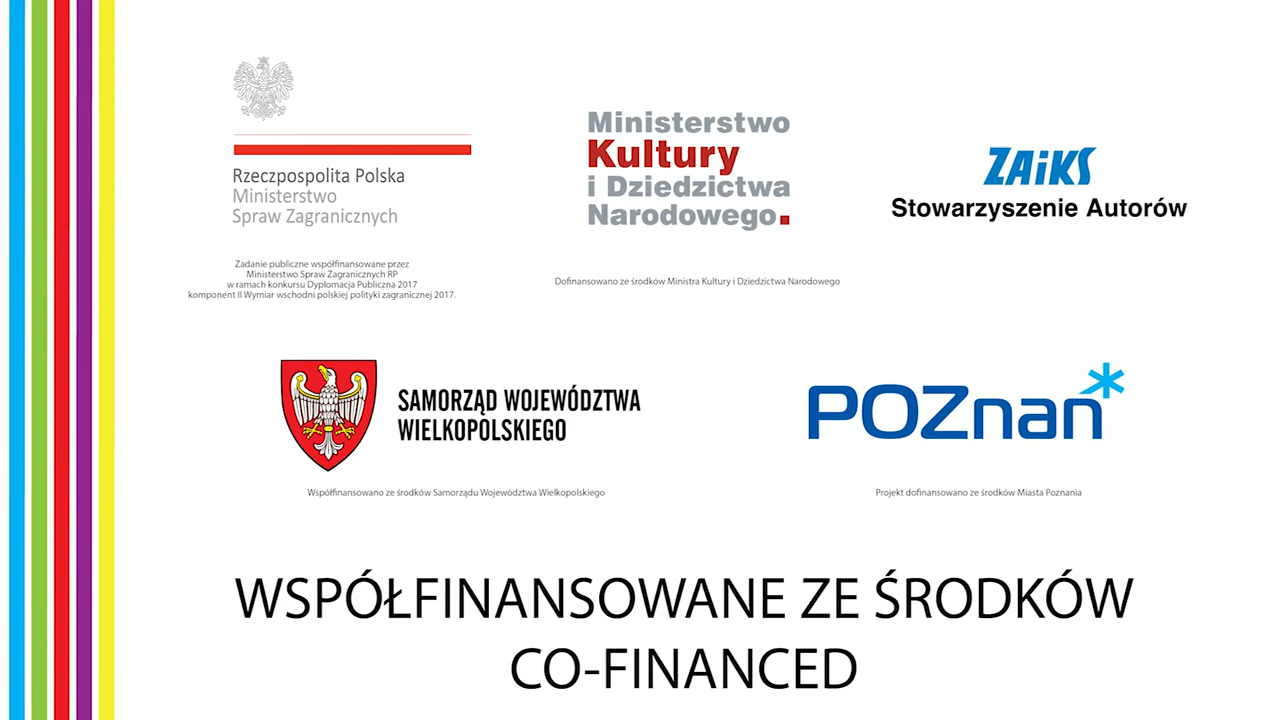 Rzeczpospolita Polska
Ministerstwo
Spraw Zagranicznych
Zadanie publiczne współfinansowane przez
Ministerstwo Spraw Zagranicznych RP
w ramach konkursu Dyplomacja Publiczna 2017
komponent II Wymiar wschodni polskiej polityki zagranicznej 2017.
Ministerstwo
Kultury
i Dziedzictwa
Narodowego.
Dofinansowano ze środków Ministra Kultury i Dziedzictwa Narodowego
ZAiKS
Stowarzyszenie Autorów
SAMORZĄD WOJEWÓDZTWA
WIELKOPOLSKIEGO
Współfinansowano ze środków Samorządu Województwa Wielkopolskiego
POZnan*
Projekt dofinansowano ze środków Miasta Poznania
WSPÓŁFINANSOWANE ZE ŚRODKÓW
CO-FINANCED